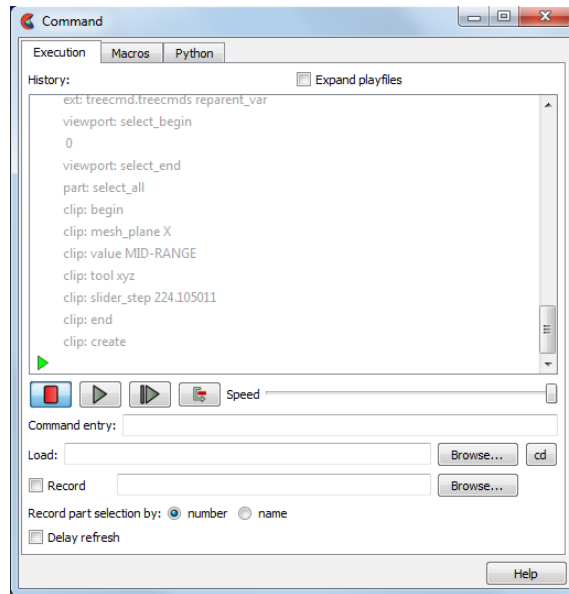 Command
Execution Macros Python
History: Expand playfiles
ext: treecmd.treecmds reparent_var
viewport: select_begin
0
viewport: select_end
part: select_all
clip: begin
clip: mesh_plane X
clip: value MID-RANGE
clip: tool xyz
clip: slider_step 224.105011
clip: end
clip: create
Speed
Command entry:
Load: Browse... cd
Record Browse...
Record part selection by: number name
Delay refresh
Help